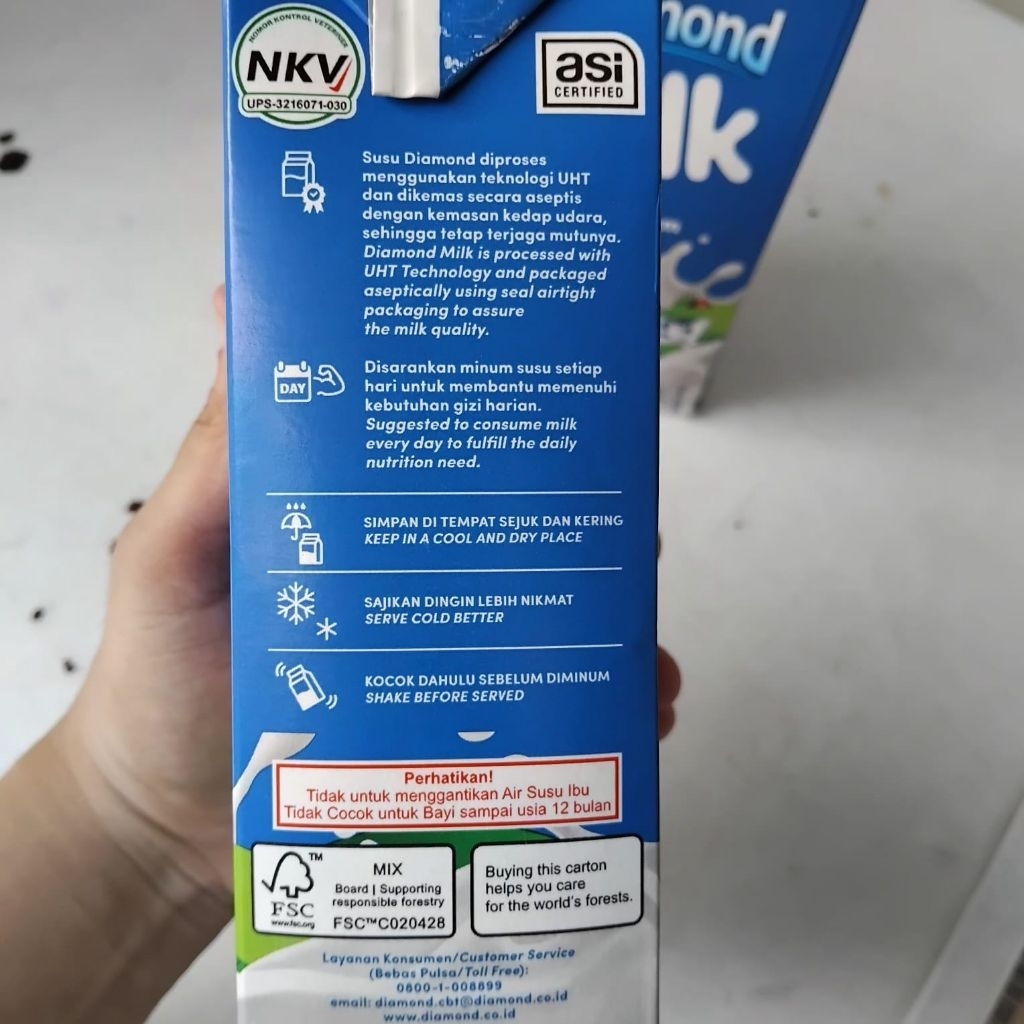 NOMOR KONTROL VETERINER
NKV
UPS-3216071-030
asi
CERTIFIED
mond
lk
Susu Diamond diproses
menggunakan teknologi UHT
dan dikemas secara aseptis
dengan kemasan kedap udara,
sehingga tetap terjaga mutunya.
Diamond Milk is processed with
UHT Technology and packaged
aseptically using seal airtight
packaging to assure
the milk quality.
DAY
Disarankan minum susu setiap
hari untuk membantu memenuhi
kebutuhan gizi harian.
Suggested to consume milk
every day to fulfill the daily
nutrition need.
SIMPAN DI TEMPAT SEJUK DAN KERING
KEEP IN A COOL AND DRY PLACE
SAJIKAN DINGIN LEBIH NIKMAT
SERVE COLD BETTER
KOCOK DAHULU SEBELUM DIMINUM
SHAKE BEFORE SERVED
Perhatikan!
Tidak untuk menggantikan Air Susu Ibu
Tidak Cocok untuk Bayi sampai usia 12 bulan
TM
FSC
www.fsc.org
MIX
Board | Supporting
responsible forestry
FSC™C020428
Buying this carton
helps you care
for the world's forests.
Layanan Konsumen/Customer Service
(Bebas Pulsa/Toll Free):
0800-1-008899
email: diamond.cbt@diamond.co.id
www.diamond.co.id